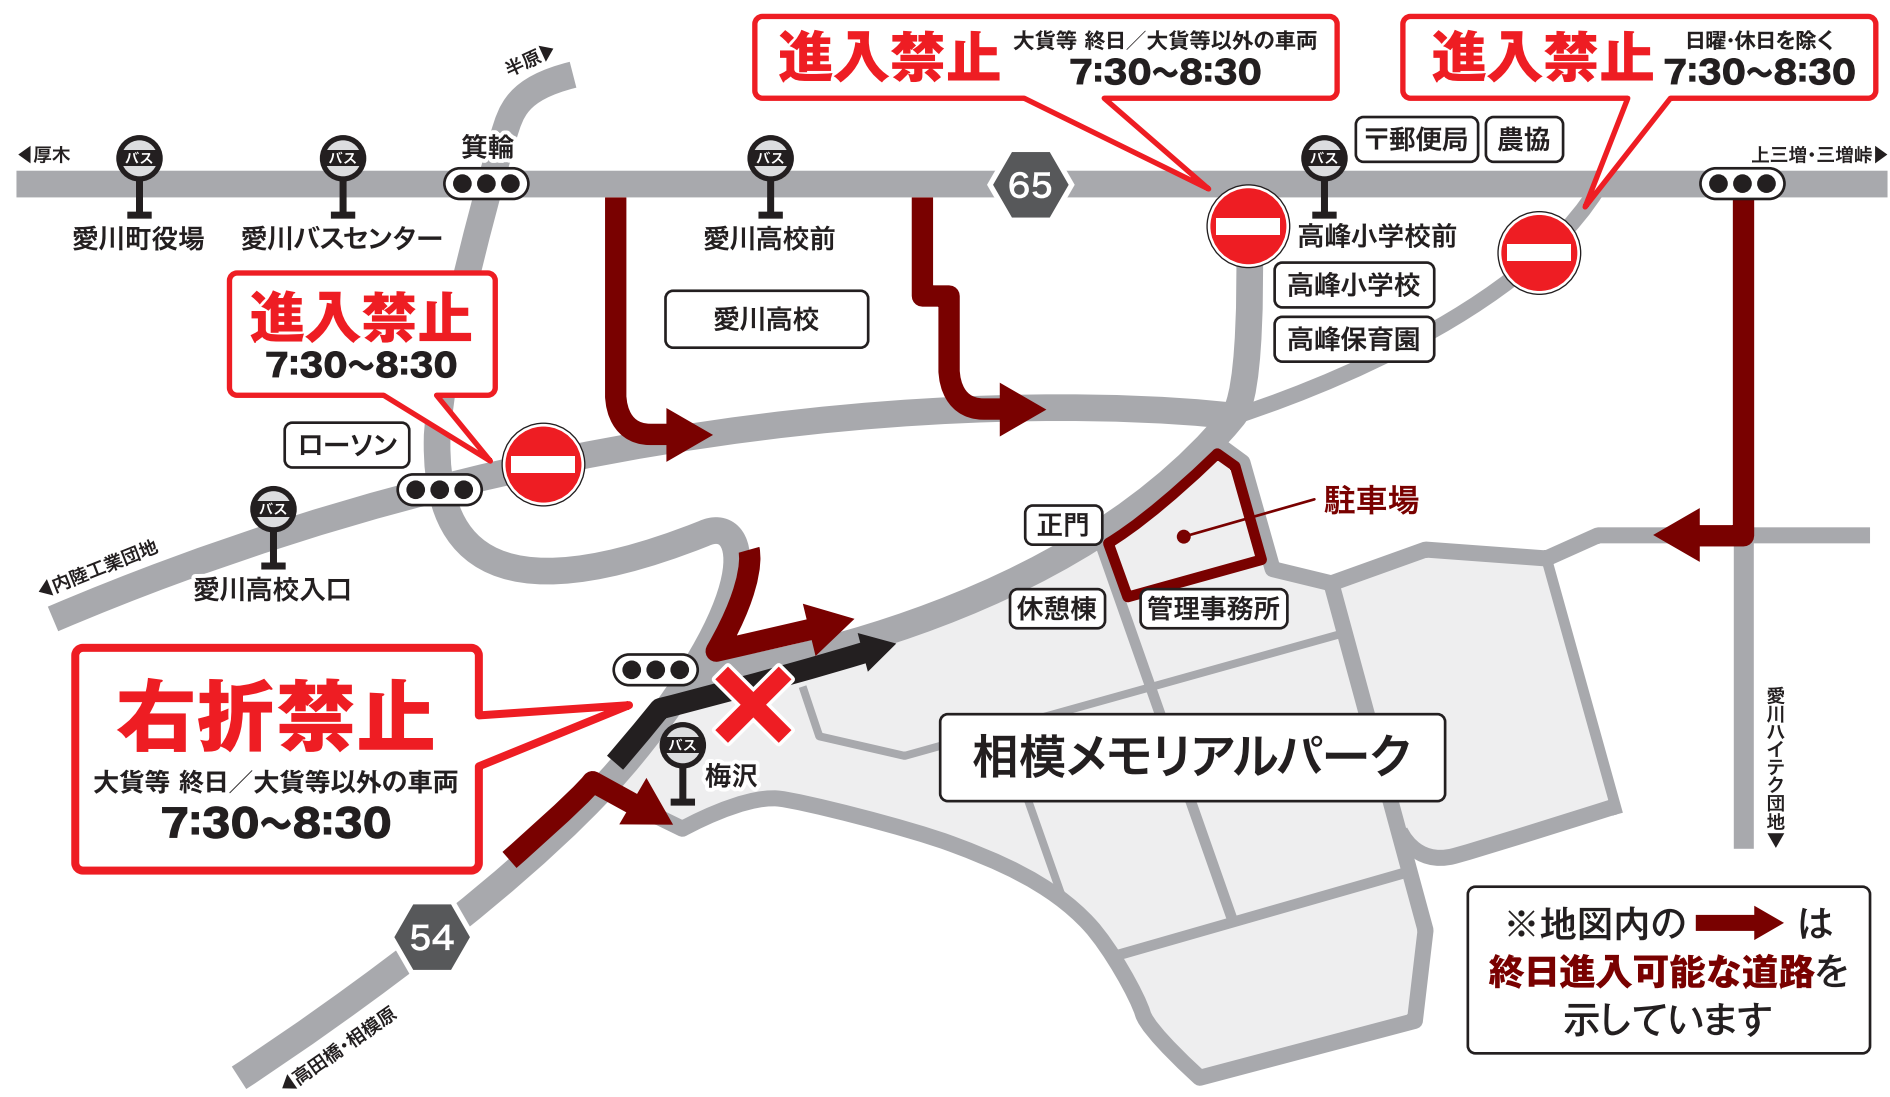 進入禁止
大貨等 終日／大貨等以外の車両
7:30〜8:30
進入禁止
日曜・休日を除く
7:30〜8:30
半原▶
◀厚木
バス
愛川町役場
バス
愛川バスセンター
箕輪
バス
愛川高校前
65
バス
高峰小学校前
〒郵便局
農協
上三増・三増峠▶
進入禁止
7:30〜8:30
愛川高校
高峰小学校
高峰保育園
ローソン
バス
愛川高校入口
◀内陸工業団地
正門
駐車場
休憩棟
管理事務所
右折禁止
大貨等 終日／大貨等以外の車両
7:30〜8:30
バス
梅沢
相模メモリアルパーク
愛川ハイテク団地▶
54
◀高田橋・相模原
※地図内の は
終日進入可能な道路を
示しています